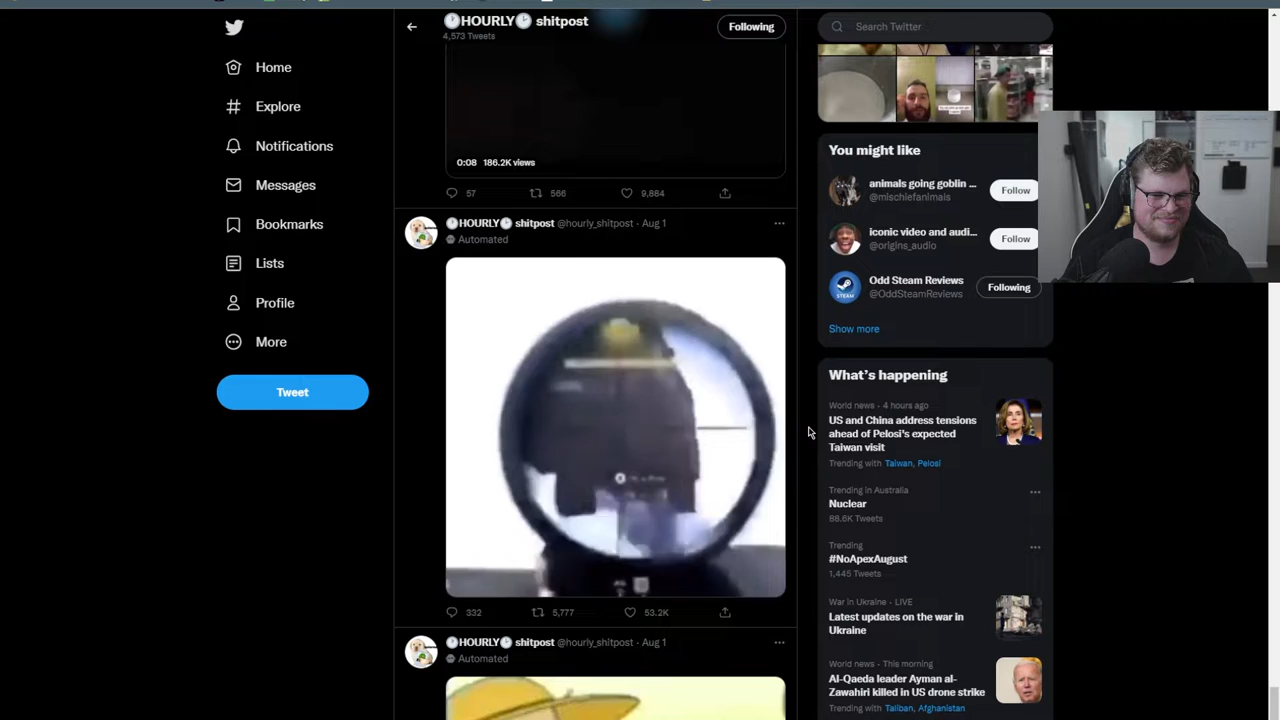 🕐HOURLY🕒 shitpost
4,573 Tweets
Following
Search Twitter
Home
Explore
Notifications
Messages
Bookmarks
Lists
Profile
More
Tweet
0:08 186.2K views
57 566 9,884
🕐HOURLY🕒 shitpost @hourly_shitpost · Aug 1
Automated
332 5,777 53.2K
🕐HOURLY🕒 shitpost @hourly_shitpost · Aug 1
Automated
You might like
animals going goblin ...
@mischiefanimals
Follow
iconic video and audi...
@origins_audio
Follow
Odd Steam Reviews
@OddSteamReviews
Following
STEAM
Show more
What's happening
World news · 4 hours ago
US and China address tensions
ahead of Pelosi's expected
Taiwan visit
Trending with Taiwan, Pelosi
Trending in Australia
Nuclear
88.6K Tweets
Trending
#NoApexAugust
1,445 Tweets
War in Ukraine · LIVE
Latest updates on the war in
Ukraine
World news · This morning
Al-Qaeda leader Ayman al-
Zawahiri killed in US drone strike
Trending with Taliban, Afghanistan